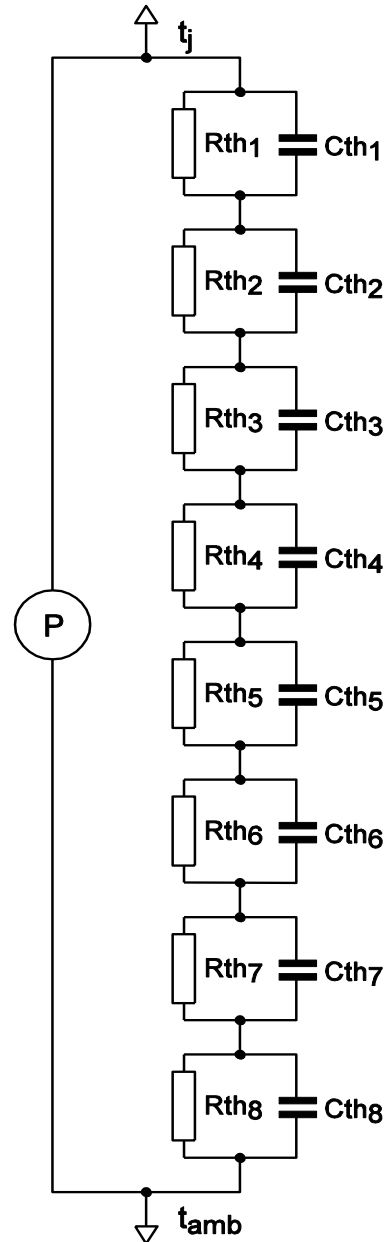 tj
Rth1 Cth1
Rth2 Cth2
Rth3 Cth3
Rth4 Cth4
P
Rth5 Cth5
Rth6 Cth6
Rth7 Cth7
Rth8 Cth8
tamb